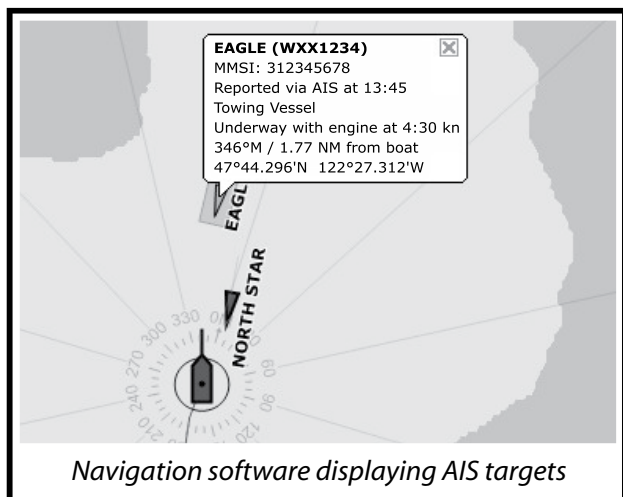 EAGLE (WXX1234)
MMSI: 312345678
Reported via AIS at 13:45
Towing Vessel
Underway with engine at 4:30 kn
346°M / 1.77 NM from boat
47°44.296'N 122°27.312'W
EAGL
NORTH STAR
210
240
270
300
330
60
90
120
Navigation software displaying AIS targets